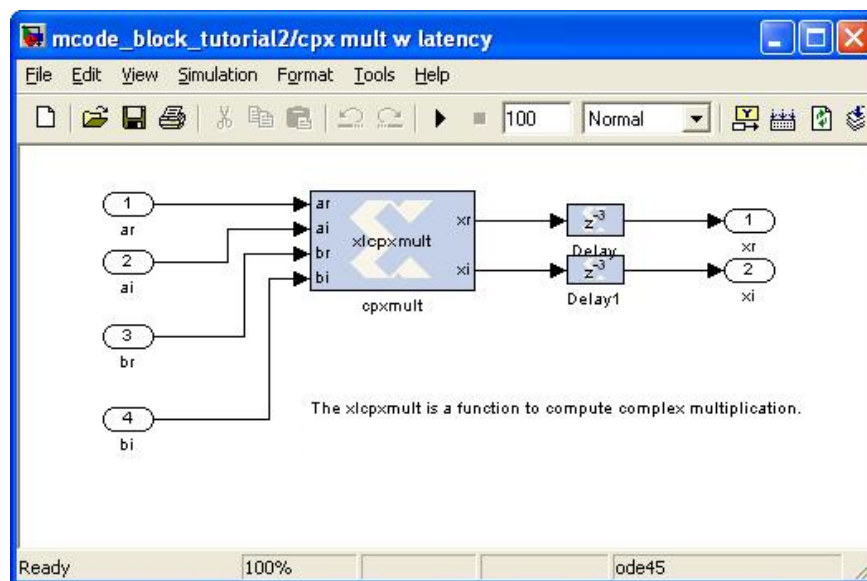 mcode_block_tutorial2/cpx mult w latency
File Edit View Simulation Format Tools Help
100 Normal
1
ar
2
ai
3
br
4
bi
ar
ai
br
bi
xlcpxmult
xr
xi
cpxmult
z-3
Delay
z-3
Delay1
1
xr
2
xi
The xlcpxmult is a function to compute complex multiplication.
Ready 100% ode45